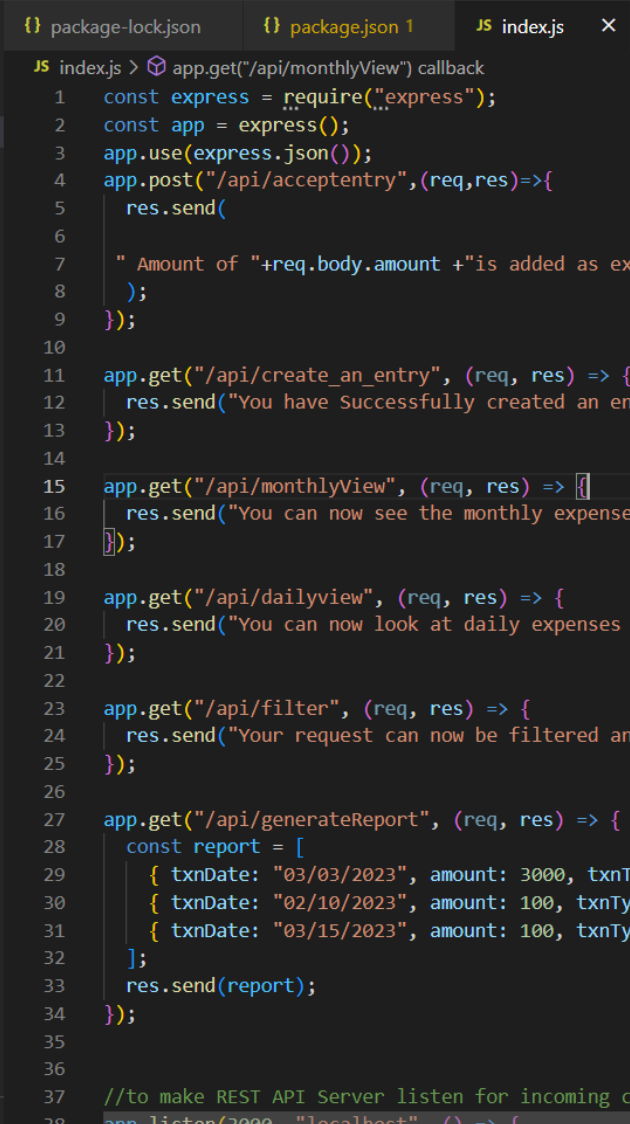 {} package-lock.json {} package.json 1 JS index.js ×
JS index.js > app.get("/api/monthlyView") callback
1 const express = require("express");
2 const app = express();
3 app.use(express.json());
4 app.post("/api/acceptentry",(req,res)=>{
5 res.send(
6
7 " Amount of "+req.body.amount +"is added as ex
8 );
9 });
10
11 app.get("/api/create_an_entry", (req, res) => {
12 res.send("You have Successfully created an en
13 });
14
15 app.get("/api/monthlyView", (req, res) => {
16 res.send("You can now see the monthly expense
17 });
18
19 app.get("/api/dailyview", (req, res) => {
20 res.send("You can now look at daily expenses
21 });
22
23 app.get("/api/filter", (req, res) => {
24 res.send("Your request can now be filtered an
25 });
26
27 app.get("/api/generateReport", (req, res) => {
28 const report = [
29 { txnDate: "03/03/2023", amount: 3000, txnT
30 { txnDate: "02/10/2023", amount: 100, txnTy
31 { txnDate: "03/15/2023", amount: 100, txnTy
32 ];
33 res.send(report);
34 });
35
36
37 //to make REST API Server listen for incoming c
38 app.listen(3000, "localhost", () => {